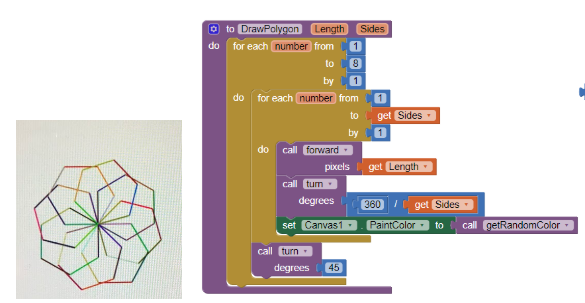 to DrawPolygon Length Sides
do for each number from 1
to 8
by 1
do for each number from 1
to get Sides
by 1
do call forward
pixels get Length
call turn
degrees 360 / get Sides
set Canvas1 . PaintColor to call getRandomColor
call turn
degrees 45